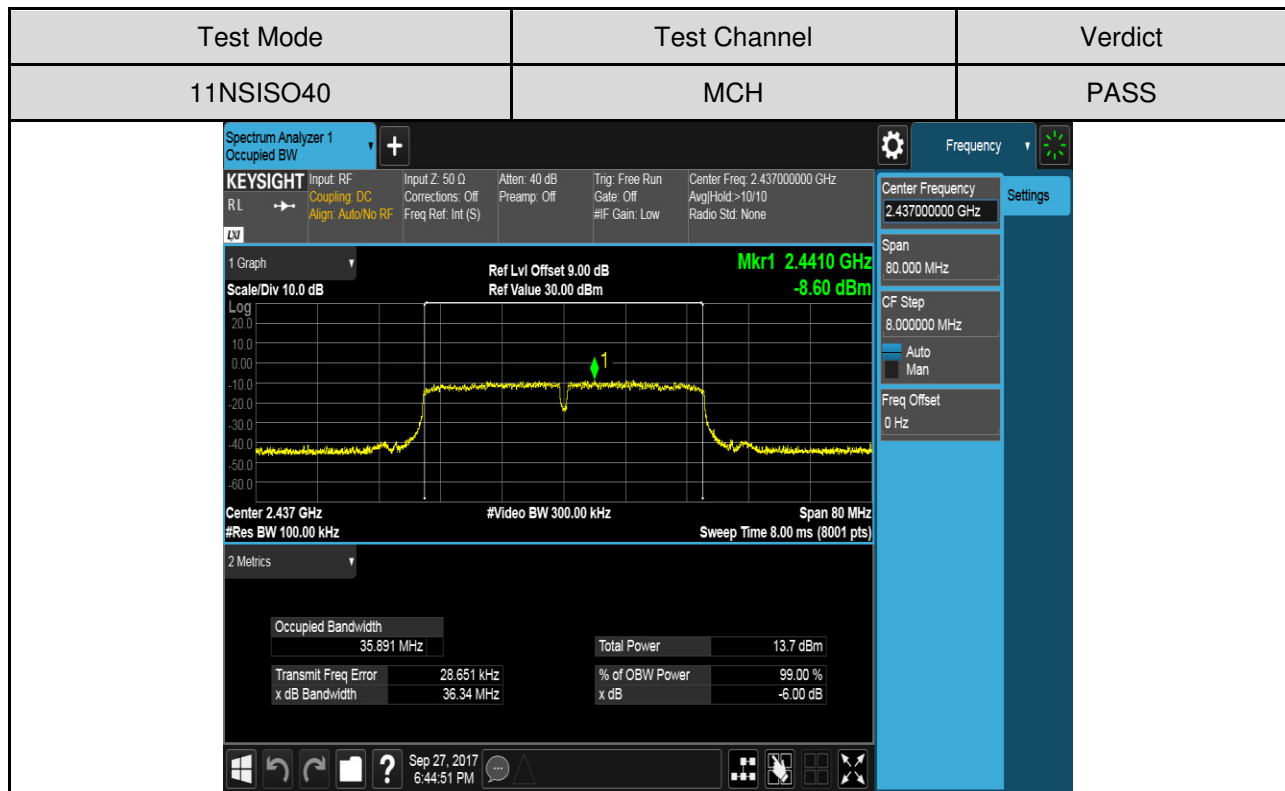 Test Mode Test Channel Verdict
11NSISO40 MCH PASS
Spectrum Analyzer 1
Occupied BW
+
Frequency
KEYSIGHT Input: RF Input Z: 50 Ω Atten: 40 dB Trig: Free Run Center Freq: 2.437000000 GHz
RL Coupling: DC Corrections: Off Preamp: Off Gate: Off Avg|Hold:>10/10
Align: Auto/No RF Freq Ref: Int (S) #IF Gain: Low Radio Std: None
LXI
Center Frequency
2.437000000 GHz
Settings
Span
80.000 MHz
CF Step
8.000000 MHz
Auto
Man
Freq Offset
0 Hz
1 Graph
Ref Lvl Offset 9.00 dB Mkr1 2.4410 GHz
Scale/Div 10.0 dB Ref Value 30.00 dBm -8.60 dBm
Log
20.0
10.0
0.00
-10.0
-20.0
-30.0
-40.0
-50.0
-60.0
1
Center 2.437 GHz #Video BW 300.00 kHz Span 80 MHz
#Res BW 100.00 kHz Sweep Time 8.00 ms (8001 pts)
2 Metrics
Occupied Bandwidth
35.891 MHz Total Power 13.7 dBm
Transmit Freq Error 28.651 kHz % of OBW Power 99.00 %
x dB Bandwidth 36.34 MHz x dB -6.00 dB
? Sep 27, 2017
6:44:51 PM